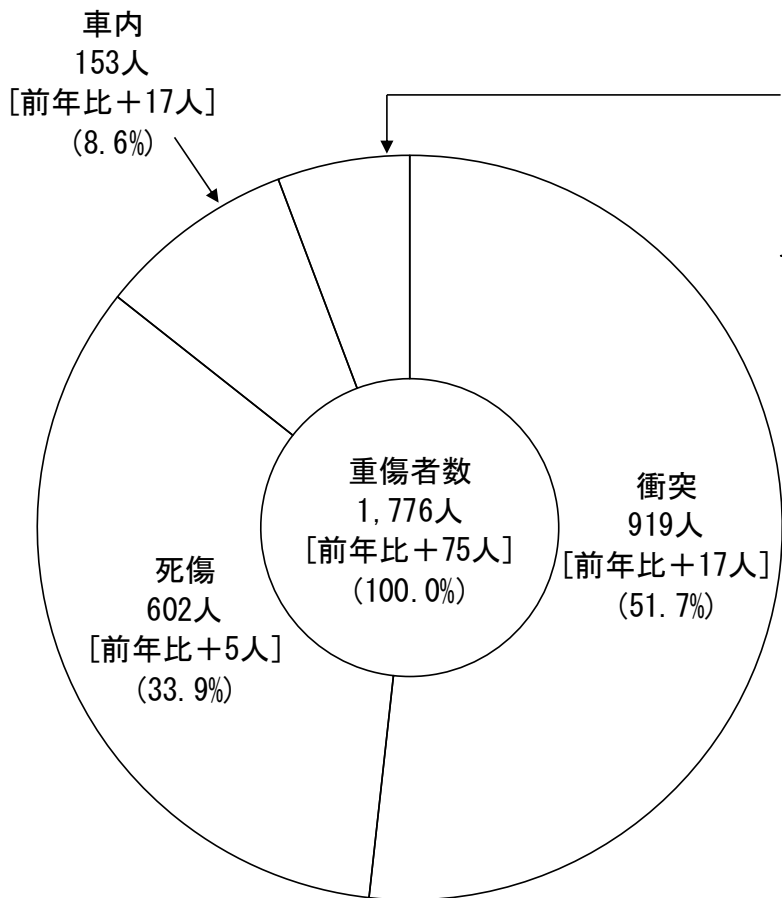 車内
153人
[前年比＋17人]
(8.6%)
重傷者数
1,776人
[前年比＋75人]
(100.0%)
衝突
919人
[前年比＋17人]
(51.7%)
死傷
602人
[前年比＋5人]
(33.9%)